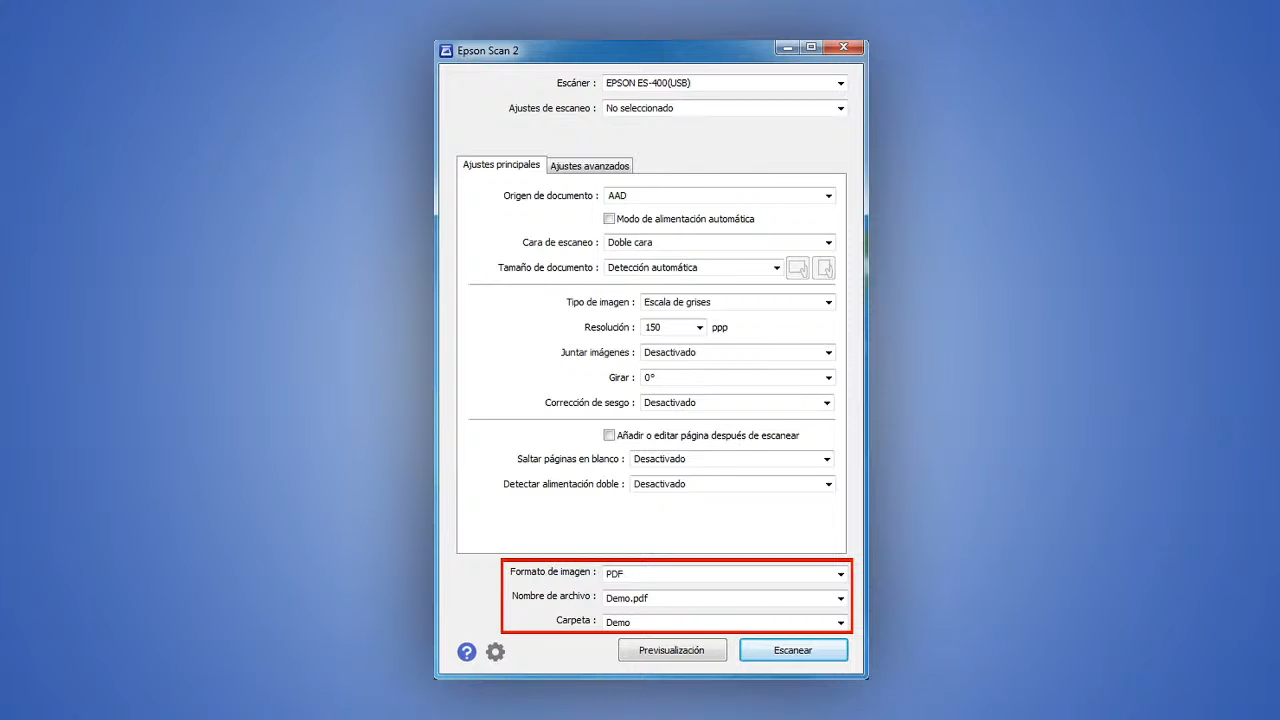 Epson Scan 2
Escáner : EPSON ES-400(USB)
Ajustes de escaneo : No seleccionado
Ajustes principales Ajustes avanzados
Origen de documento : AAD
Modo de alimentación automática
Cara de escaneo : Doble cara
Tamaño de documento : Detección automática
Tipo de imagen : Escala de grises
Resolución : 150 ppp
Juntar imágenes : Desactivado
Girar : 0°
Corrección de sesgo : Desactivado
Añadir o editar página después de escanear
Saltar páginas en blanco : Desactivado
Detectar alimentación doble : Desactivado
Formato de imagen : PDF
Nombre de archivo : Demo.pdf
Carpeta : Demo
? Previsualización Escanear